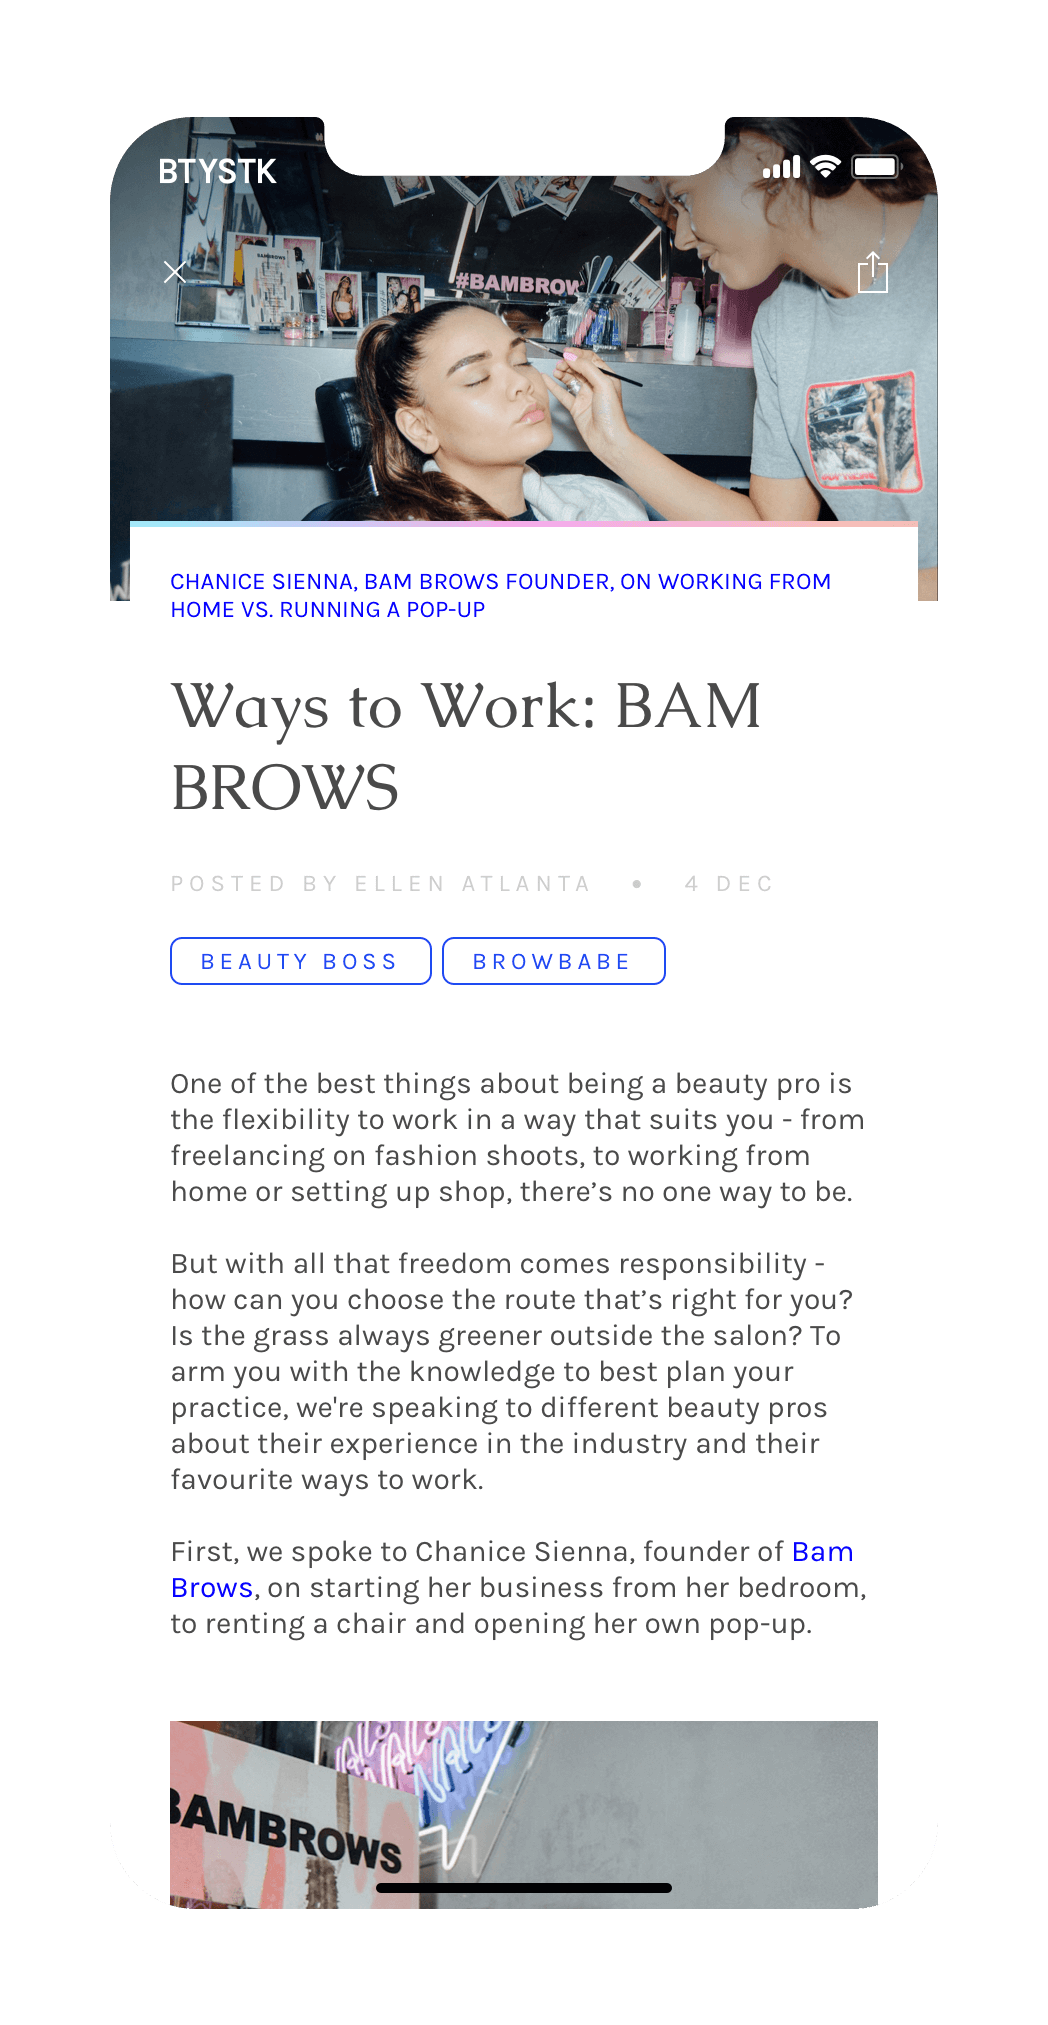 BTYSTK
#BAMBROW
CHANICE SIENNA, BAM BROWS FOUNDER, ON WORKING FROM
HOME VS. RUNNING A POP-UP
Ways to Work: BAM
BROWS
POSTED BY ELLEN ATLANTA • 4 DEC
BEAUTY BOSS BROWBABE
One of the best things about being a beauty pro is
the flexibility to work in a way that suits you - from
freelancing on fashion shoots, to working from
home or setting up shop, there’s no one way to be.
But with all that freedom comes responsibility -
how can you choose the route that’s right for you?
Is the grass always greener outside the salon? To
arm you with the knowledge to best plan your
practice, we're speaking to different beauty pros
about their experience in the industry and their
favourite ways to work.
First, we spoke to Chanice Sienna, founder of Bam
Brows, on starting her business from her bedroom,
to renting a chair and opening her own pop-up.
BAMBROWS